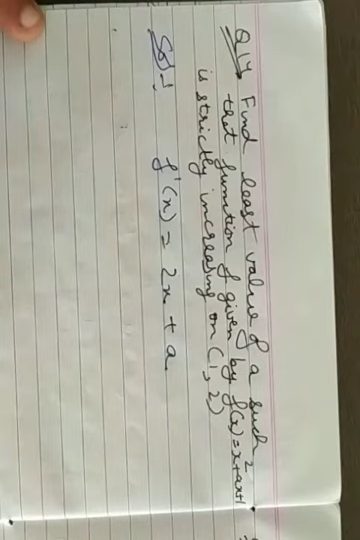 Q14 Find least value of a such
that function f given by f(x) = x²+ax+1
is strictly increasing on (1, 2)
Sol:- f'(x) = 2x + a